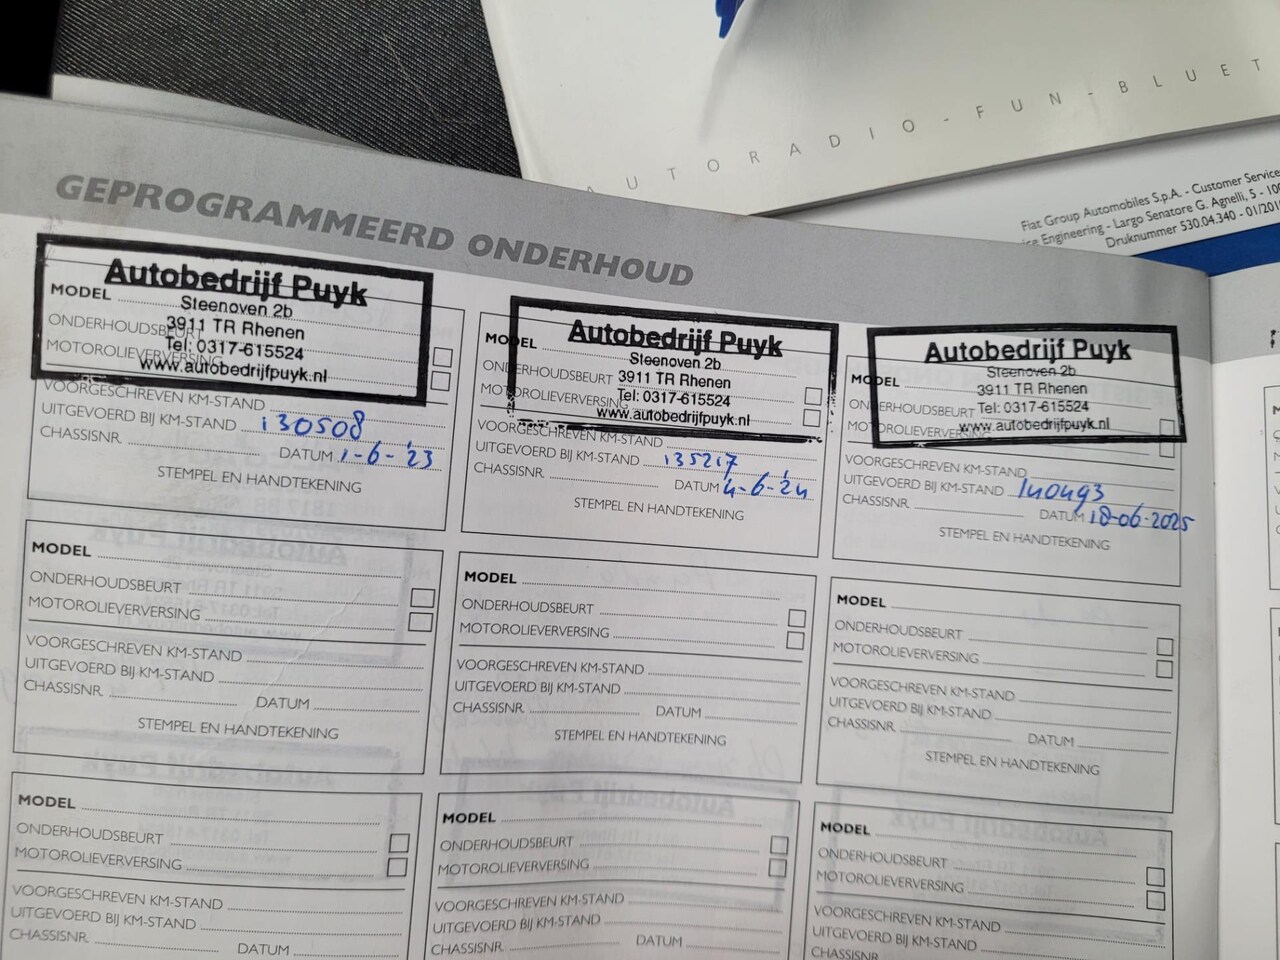 AUTORADIO-FUN-BLUET
Fiat Group Automobiles S.p.A. - Customer Service
Engineering - Largo Senatore G. Agnelli, 5 - 100
Druknummer 530.04.340 - 01/201
GEPROGRAMMEERD ONDERHOUD
Autobedrijf Puyk
MODEL
Steenoven 2b
ONDERHOUDSBEURT
3911 TR Rhenen
MOTOROLIEVERVERSING
Tel: 0317-615524
www.autobedrijfpuyk.nl
VOORGESCHREVEN KM-STAND
UITGEVOERD BIJ KM-STAND 130508
CHASSISNR. DATUM 1-6-'23
STEMPEL EN HANDTEKENING
Autobedrijf Puyk
MODEL
Steenoven 2b
ONDERHOUDSBEURT
3911 TR Rhenen
MOTOROLIEVERVERSING
Tel: 0317-615524
www.autobedrijfpuyk.nl
VOORGESCHREVEN KM-STAND
UITGEVOERD BIJ KM-STAND 135217
CHASSISNR. DATUM 4-6-'24
STEMPEL EN HANDTEKENING
Autobedrijf Puyk
MODEL
Steenoven 2b
3911 TR Rhenen
ONDERHOUDSBEURT
Tel: 0317-615524
MOTOROLIEVERVERSING
www.autobedrijfpuyk.nl
VOORGESCHREVEN KM-STAND
UITGEVOERD BIJ KM-STAND 140493
CHASSISNR. DATUM 18-06-2025
STEMPEL EN HANDTEKENING
MODEL
ONDERHOUDSBEURT
MOTOROLIEVERVERSING
VOORGESCHREVEN KM-STAND
UITGEVOERD BIJ KM-STAND
CHASSISNR. DATUM
STEMPEL EN HANDTEKENING
MODEL
ONDERHOUDSBEURT
MOTOROLIEVERVERSING
VOORGESCHREVEN KM-STAND
UITGEVOERD BIJ KM-STAND
CHASSISNR. DATUM
STEMPEL EN HANDTEKENING
MODEL
ONDERHOUDSBEURT
MOTOROLIEVERVERSING
VOORGESCHREVEN KM-STAND
UITGEVOERD BIJ KM-STAND
CHASSISNR. DATUM
STEMPEL EN HANDTEKENING
MODEL
ONDERHOUDSBEURT
MOTOROLIEVERVERSING
VOORGESCHREVEN KM-STAND
UITGEVOERD BIJ KM-STAND
CHASSISNR. DATUM
MODEL
ONDERHOUDSBEURT
MOTOROLIEVERVERSING
VOORGESCHREVEN KM-STAND
UITGEVOERD BIJ KM-STAND
CHASSISNR. DATUM
MODEL
ONDERHOUDSBEURT
MOTOROLIEVERVERSING
VOORGESCHREVEN KM-STAND
UITGEVOERD BIJ KM-STAND
CHASSISNR. DATUM